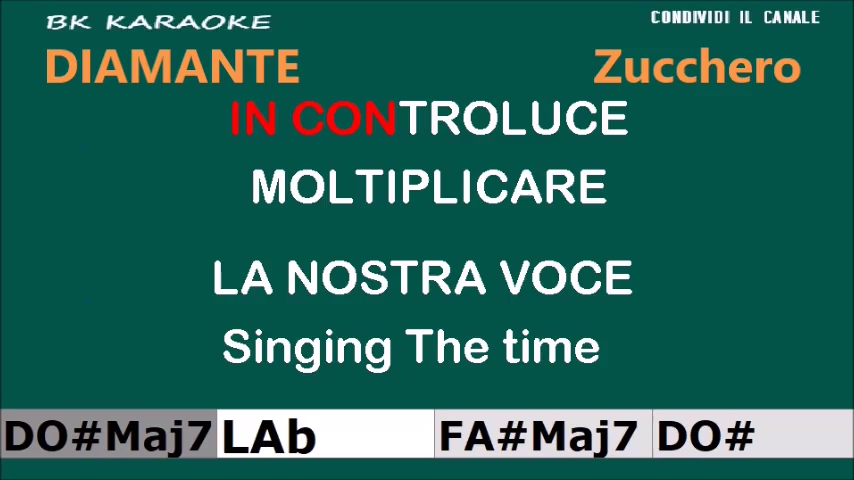 BK KARAOKE
CONDIVIDI IL CANALE
DIAMANTE
Zucchero
IN CONTROLUCE
MOLTIPLICARE
LA NOSTRA VOCE
Singing The time
DO#Maj7 LAb FA#Maj7 DO#